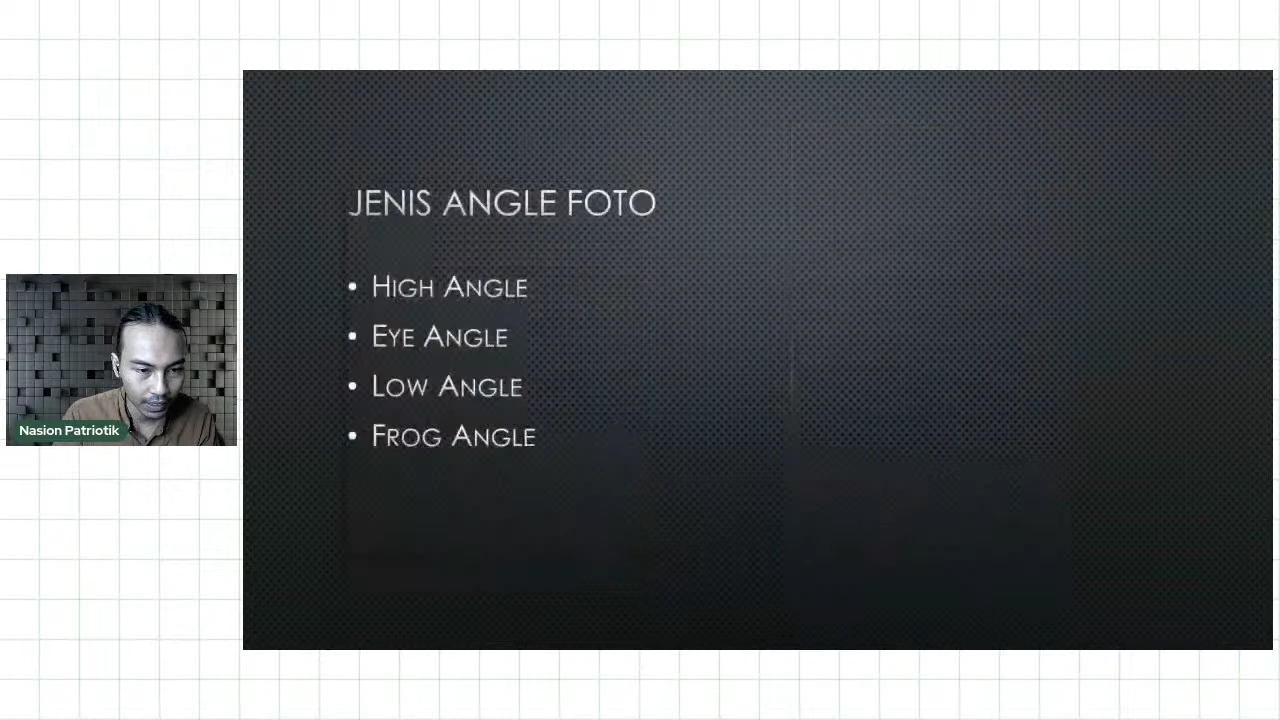 JENIS ANGLE FOTO
• HIGH ANGLE
• EYE ANGLE
• LOW ANGLE
• FROG ANGLE
Nasion Patriotik